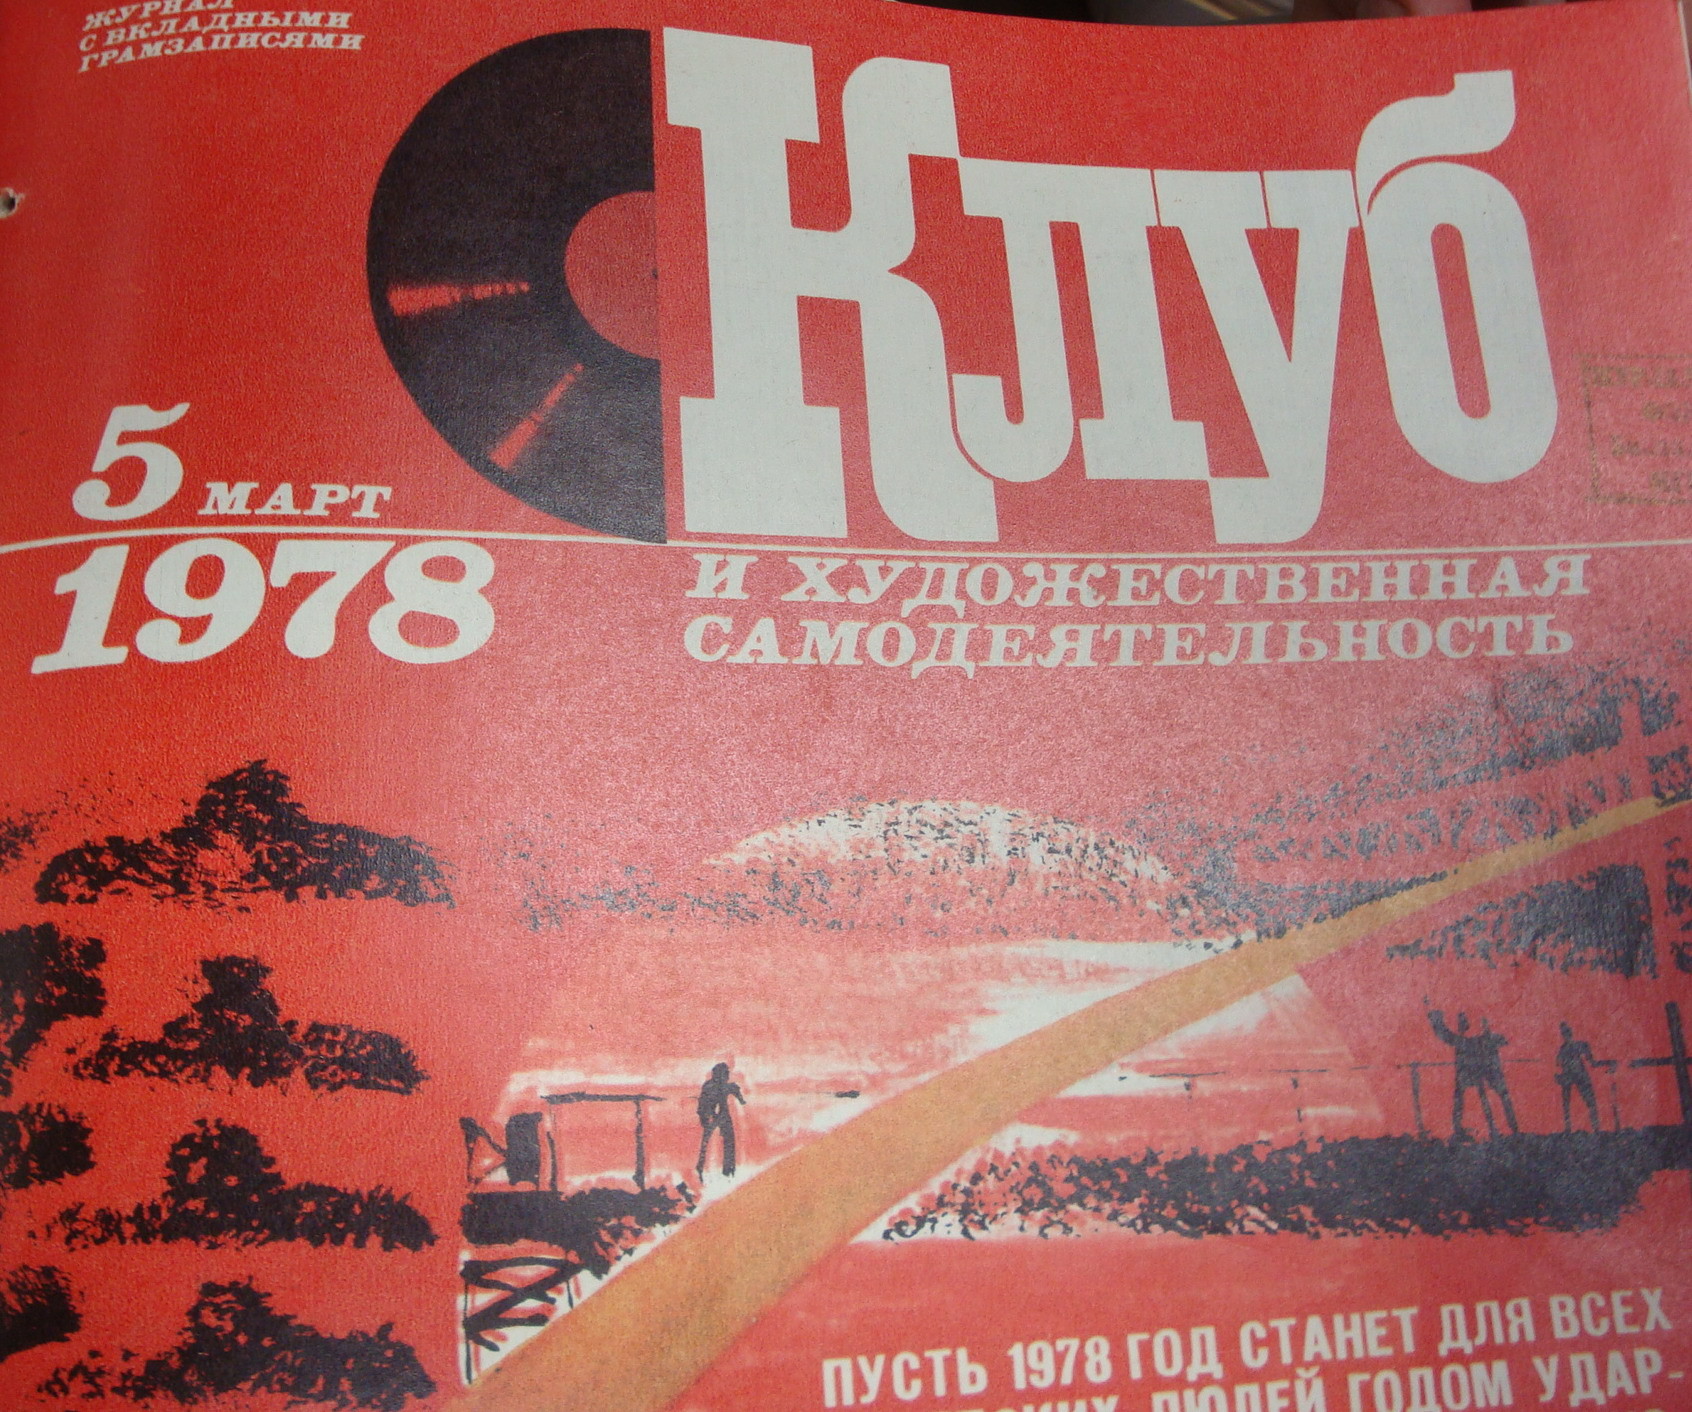 ЖУРНАЛ
С ВКЛАДНЫМИ
ГРАМЗАПИСЯМИ
Клуб
5 МАРТ
1978
И ХУДОЖЕСТВЕННАЯ
САМОДЕЯТЕЛЬНОСТЬ
ПУСТЬ 1978 ГОД СТАНЕТ ДЛЯ ВСЕХ
ЛЮДЕЙ ГОДОМ УДАР-